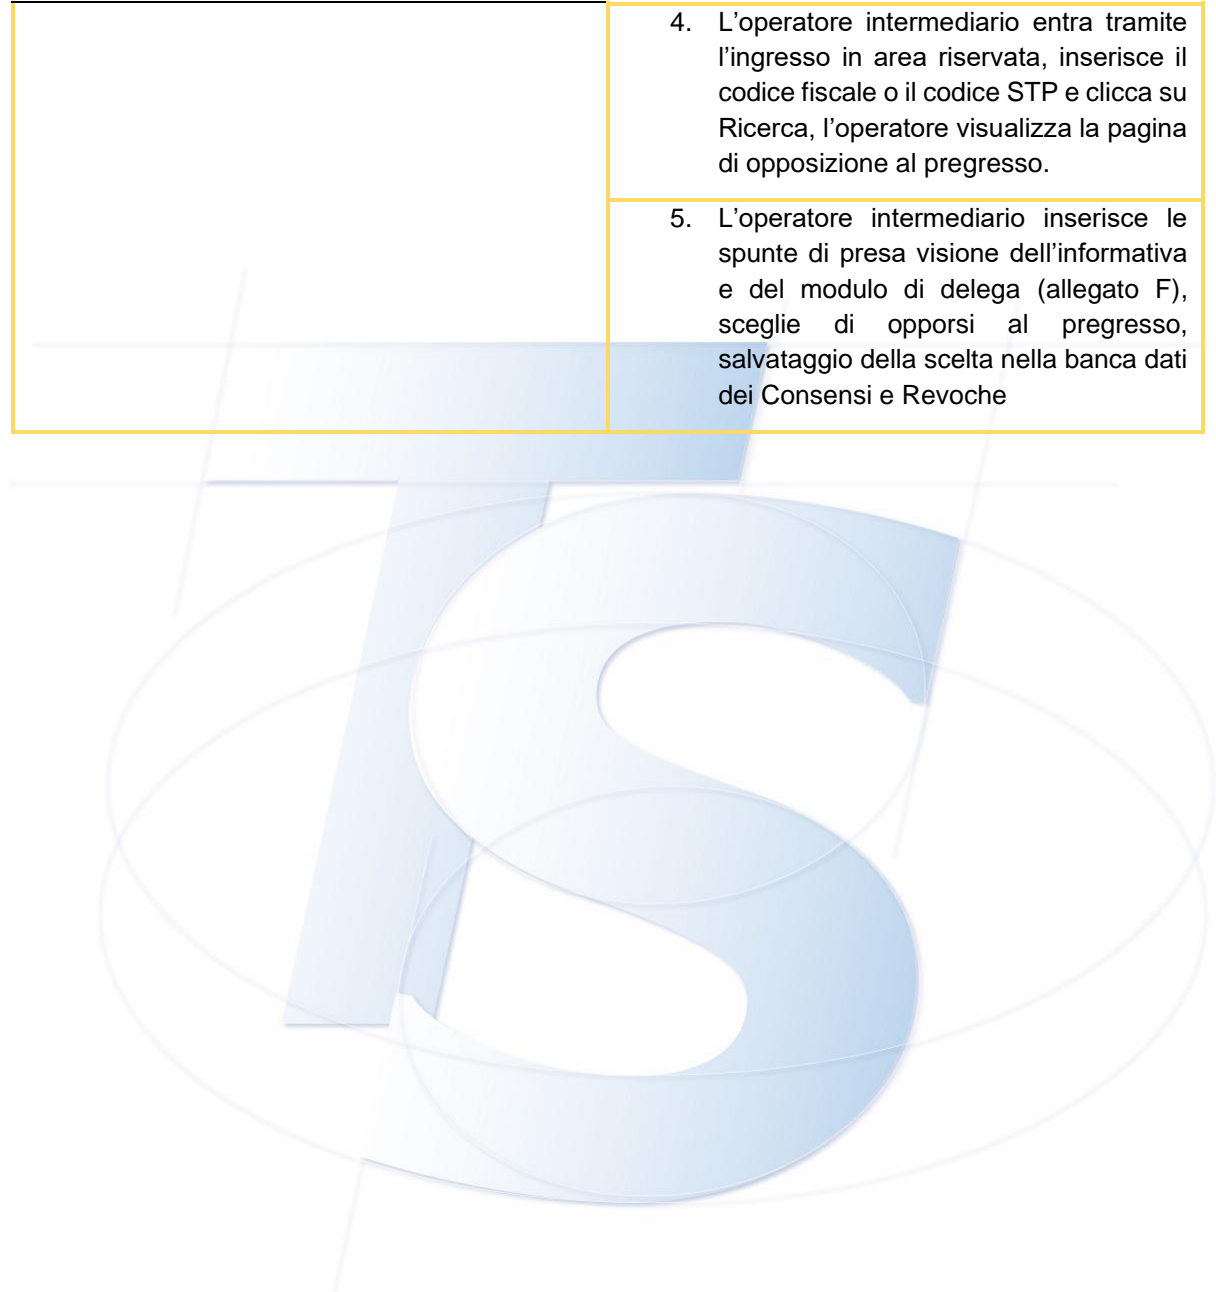 4. L’operatore intermediario entra tramite
l’ingresso in area riservata, inserisce il
codice fiscale o il codice STP e clicca su
Ricerca, l’operatore visualizza la pagina
di opposizione al pregresso.
5. L’operatore intermediario inserisce le
spunte di presa visione dell’informativa
e del modulo di delega (allegato F),
sceglie di opporsi al pregresso,
salvataggio della scelta nella banca dati
dei Consensi e Revoche
TS